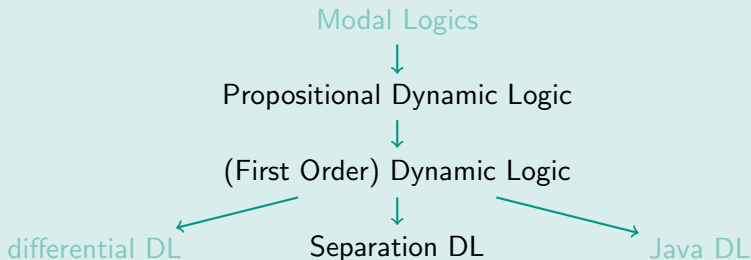 Modal Logics
Propositional Dynamic Logic
(First Order) Dynamic Logic
differential DL Separation DL Java DL